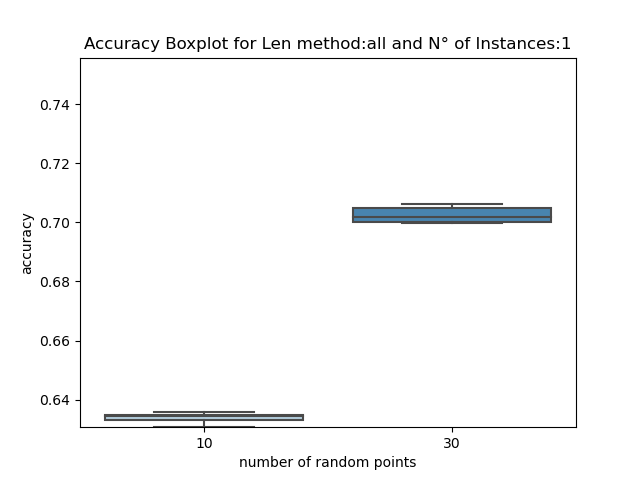 Accuracy Boxplot for Len method:all and N° of Instances:1
0.74
0.72
0.70
0.68
0.66
0.64
accuracy
10
30
number of random points